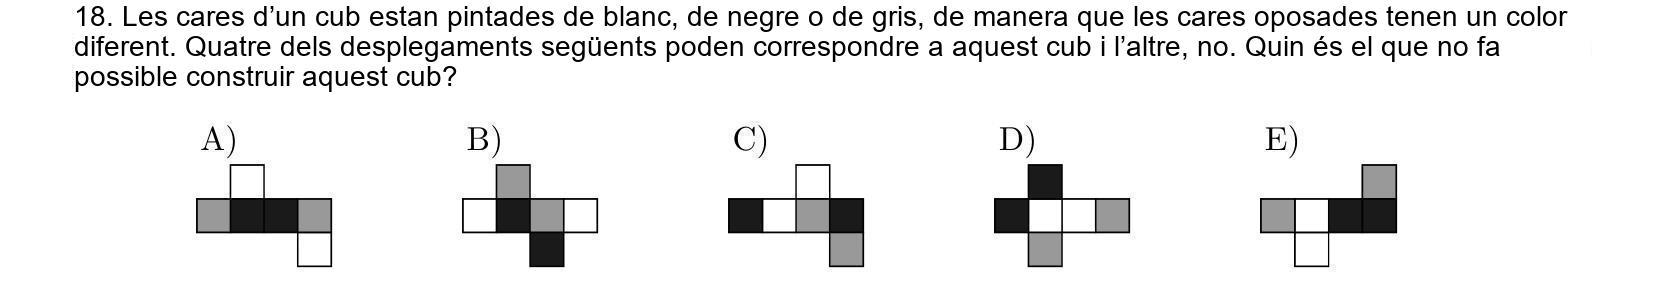 18. Les cares d’un cub estan pintades de blanc, de negre o de gris, de manera que les cares oposades tenen un color
diferent. Quatre dels desplegaments següents poden correspondre a aquest cub i l’altre, no. Quin és el que no fa
possible construir aquest cub?
A) B) C) D) E)